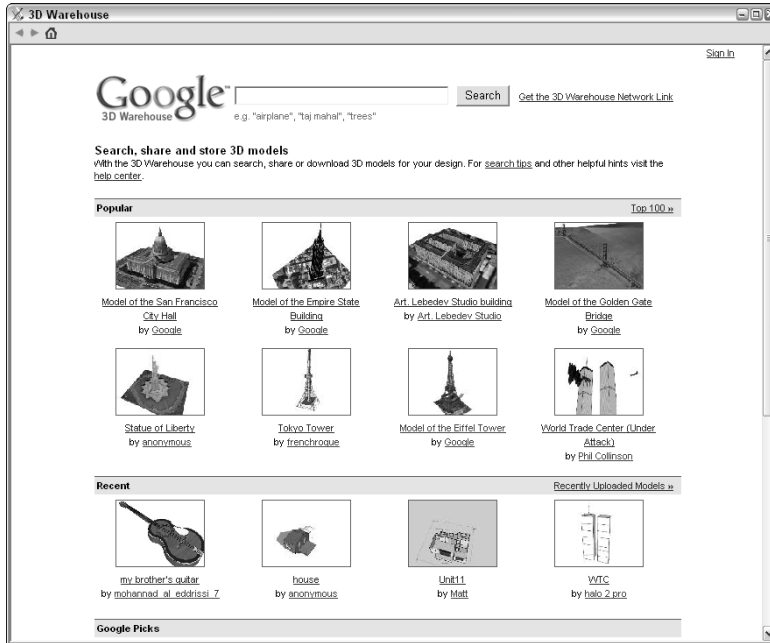 3D Warehouse
Sign In
Google™
3D Warehouse
Search
Get the 3D Warehouse Network Link
e.g. "airplane", "taj mahal", "trees"
Search, share and store 3D models
With the 3D Warehouse you can search, share or download 3D models for your design. For search tips and other helpful hints visit the
help center.
Popular
Top 100 »
Model of the San Francisco
City Hall
by Google
Model of the Empire State
Building
by Google
Art. Lebedev Studio building
by Art. Lebedev Studio
Model of the Golden Gate
Bridge
by Google
Statue of Liberty
by anonymous
Tokyo Tower
by frenchroque
Model of the Eiffel Tower
by Google
World Trade Center (Under
Attack)
by Phil Collinson
Recent
Recently Uploaded Models »
my brother's guitar
by mohannad_al_eddrissi_7
house
by anonymous
Unit11
by Matt
WTC
by halo 2 pro
Google Picks